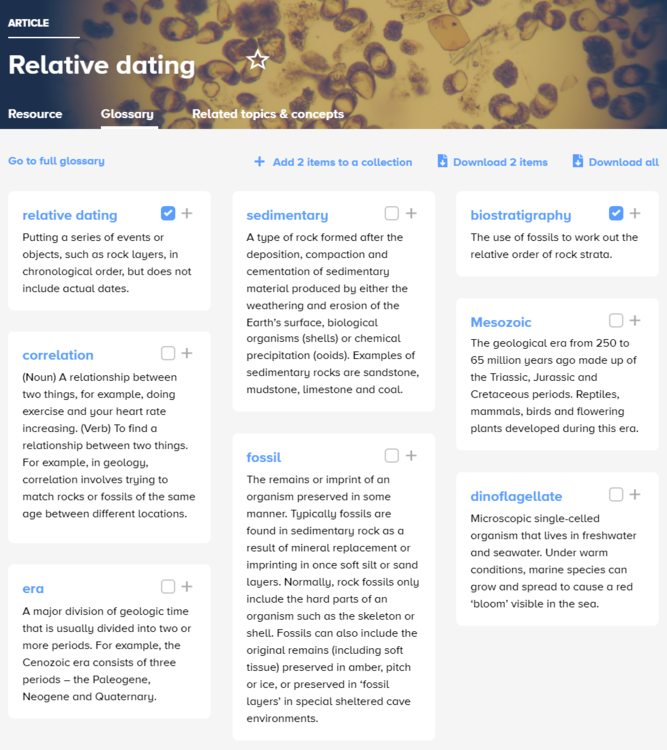 ARTICLE
Relative dating
Resource
Glossary
Related topics & concepts
Go to full glossary
Add 2 items to a collection
Download 2 items
Download all
relative dating
Putting a series of events or
objects, such as rock layers, in
chronological order, but does not
include actual dates.
correlation
(Noun) A relationship between
two things, for example, doing
exercise and your heart rate
increasing. (Verb) To find a
relationship between two things.
For example, in geology,
correlation involves trying to
match rocks or fossils of the same
age between different locations.
era
A major division of geologic time
that is usually divided into two or
more periods. For example, the
Cenozoic era consists of three
periods – the Paleogene,
Neogene and Quaternary.
sedimentary
A type of rock formed after the
deposition, compaction and
cementation of sedimentary
material produced by either the
weathering and erosion of the
Earth’s surface, biological
organisms (shells) or chemical
precipitation (ooids). Examples of
sedimentary rocks are sandstone,
mudstone, limestone and coal.
fossil
The remains or imprint of an
organism preserved in some
manner. Typically fossils are
found in sedimentary rock as a
result of mineral replacement or
imprinting in once soft silt or sand
layers. Normally, rock fossils only
include the hard parts of an
organism such as the skeleton or
shell. Fossils can also include the
original remains (including soft
tissue) preserved in amber, pitch
or ice, or preserved in ‘fossil
layers’ in special sheltered cave
environments.
biostratigraphy
The use of fossils to work out the
relative order of rock strata.
Mesozoic
The geological era from 250 to
65 million years ago made up of
the Triassic, Jurassic and
Cretaceous periods. Reptiles,
mammals, birds and flowering
plants developed during this era.
dinoflagellate
Microscopic single-celled
organism that lives in freshwater
and seawater. Under warm
conditions, marine species can
grow and spread to cause a red
‘bloom’ visible in the sea.